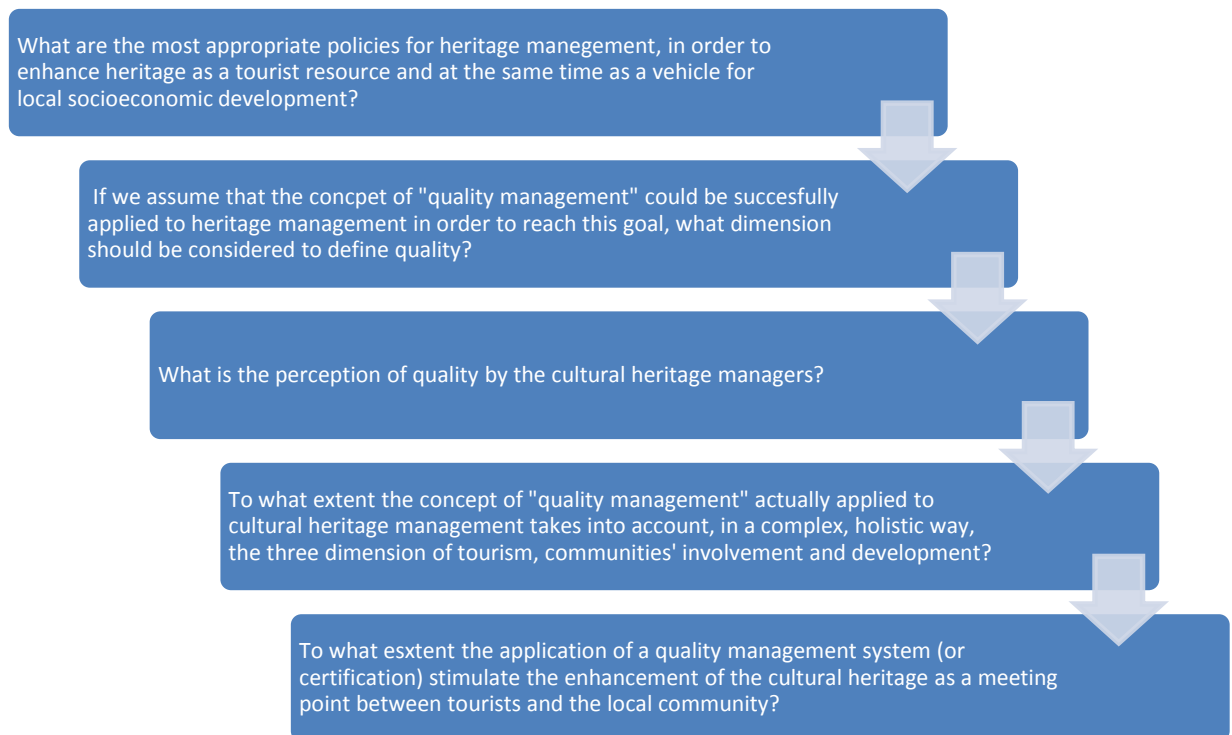 What are the most appropriate policies for heritage manegement, in order to
enhance heritage as a tourist resource and at the same time as a vehicle for
local socioeconomic development?
If we assume that the concpet of "quality management" could be succesfully
applied to heritage management in order to reach this goal, what dimension
should be considered to define quality?
What is the perception of quality by the cultural heritage managers?
To what extent the concept of "quality management" actually applied to
cultural heritage management takes into account, in a complex, holistic way,
the three dimension of tourism, communities' involvement and development?
To what esxtent the application of a quality management system (or
certification) stimulate the enhancement of the cultural heritage as a meeting
point between tourists and the local community?